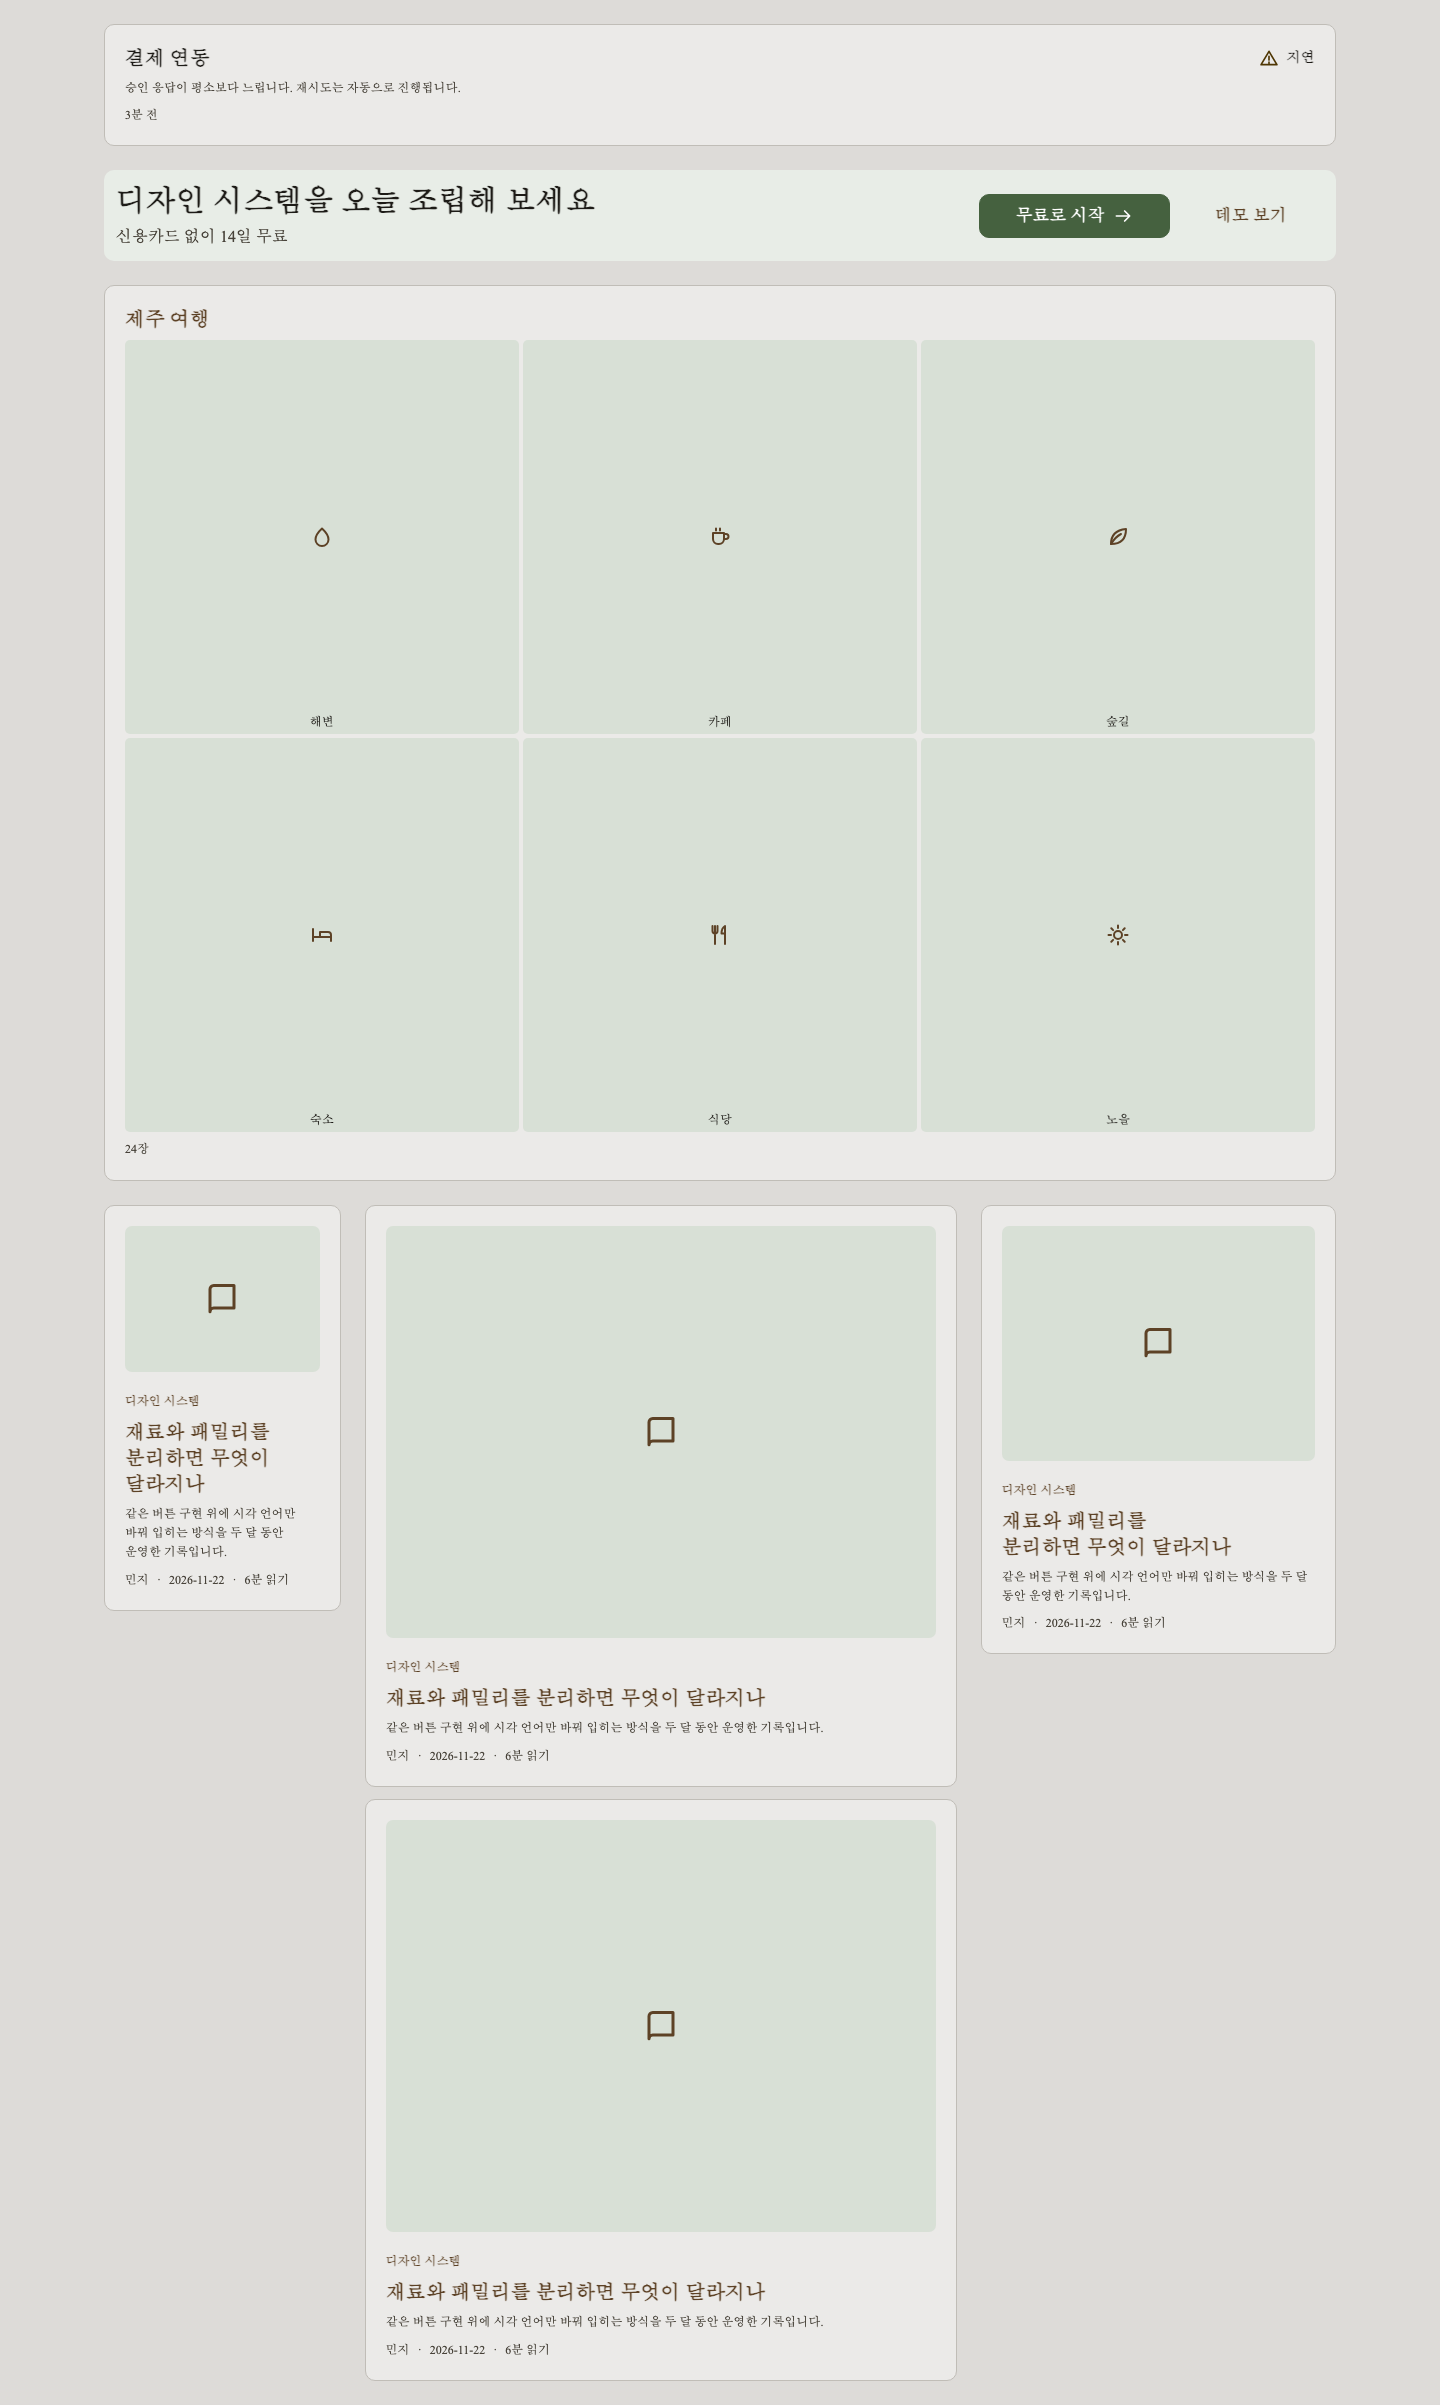 결제 연동
지연
승인 응답이 평소보다 느립니다. 재시도는 자동으로 진행됩니다.
3분 전
디자인 시스템을 오늘 조립해 보세요
신용카드 없이 14일 무료
무료로 시작
데모 보기
제주 여행
해변
카페
숲길
숙소
식당
노을
24장
디자인 시스템
재료와 패밀리를
분리하면 무엇이
달라지나
같은 버튼 구현 위에 시각 언어만
바꿔 입히는 방식을 두 달 동안
운영한 기록입니다.
민지 · 2026-11-22 · 6분 읽기
디자인 시스템
재료와 패밀리를 분리하면 무엇이 달라지나
같은 버튼 구현 위에 시각 언어만 바꿔 입히는 방식을 두 달 동안 운영한 기록입니다.
민지 · 2026-11-22 · 6분 읽기
디자인 시스템
재료와 패밀리를 분리하면 무엇이 달라지나
같은 버튼 구현 위에 시각 언어만 바꿔 입히는 방식을 두 달 동안 운영한 기록입니다.
민지 · 2026-11-22 · 6분 읽기
디자인 시스템
재료와 패밀리를
분리하면 무엇이 달라지나
같은 버튼 구현 위에 시각 언어만 바꿔 입히는 방식을 두 달
동안 운영한 기록입니다.
민지 · 2026-11-22 · 6분 읽기